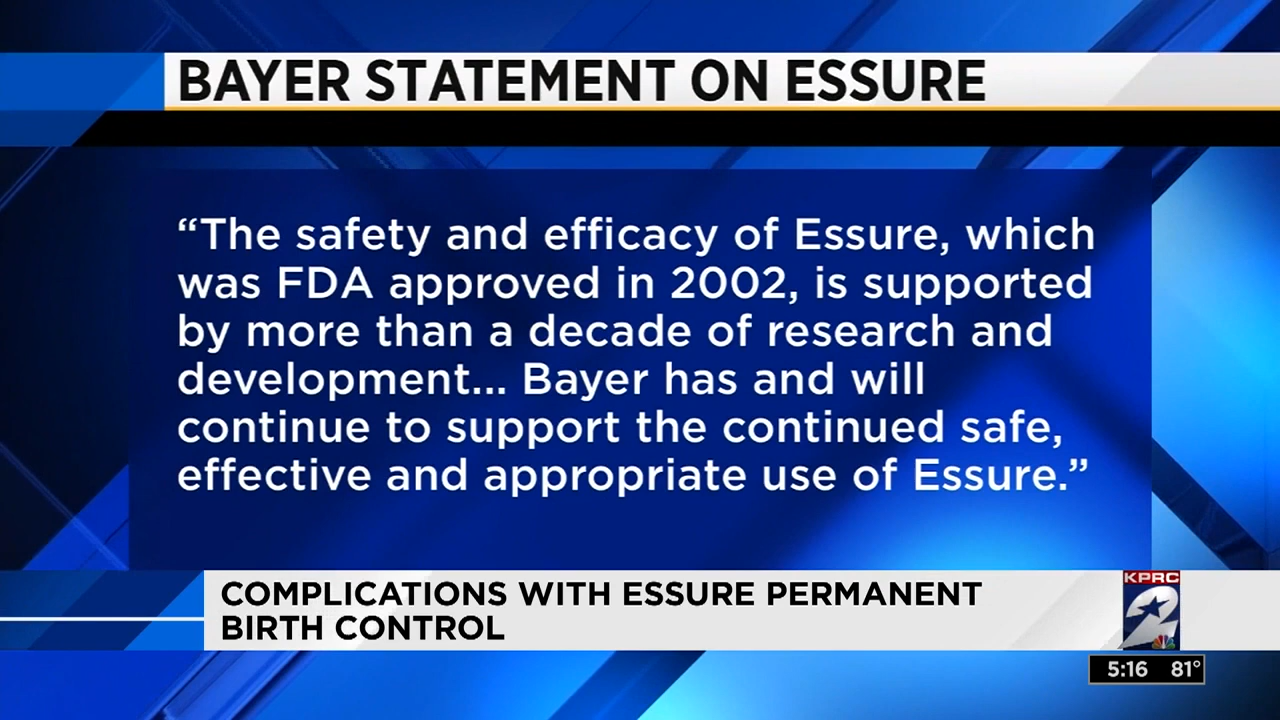 BAYER STATEMENT ON ESSURE
“The safety and efficacy of Essure, which
was FDA approved in 2002, is supported
by more than a decade of research and
development... Bayer has and will
continue to support the continued safe,
effective and appropriate use of Essure.”
COMPLICATIONS WITH ESSURE PERMANENT
BIRTH CONTROL
KPRC
2
5:16 81°